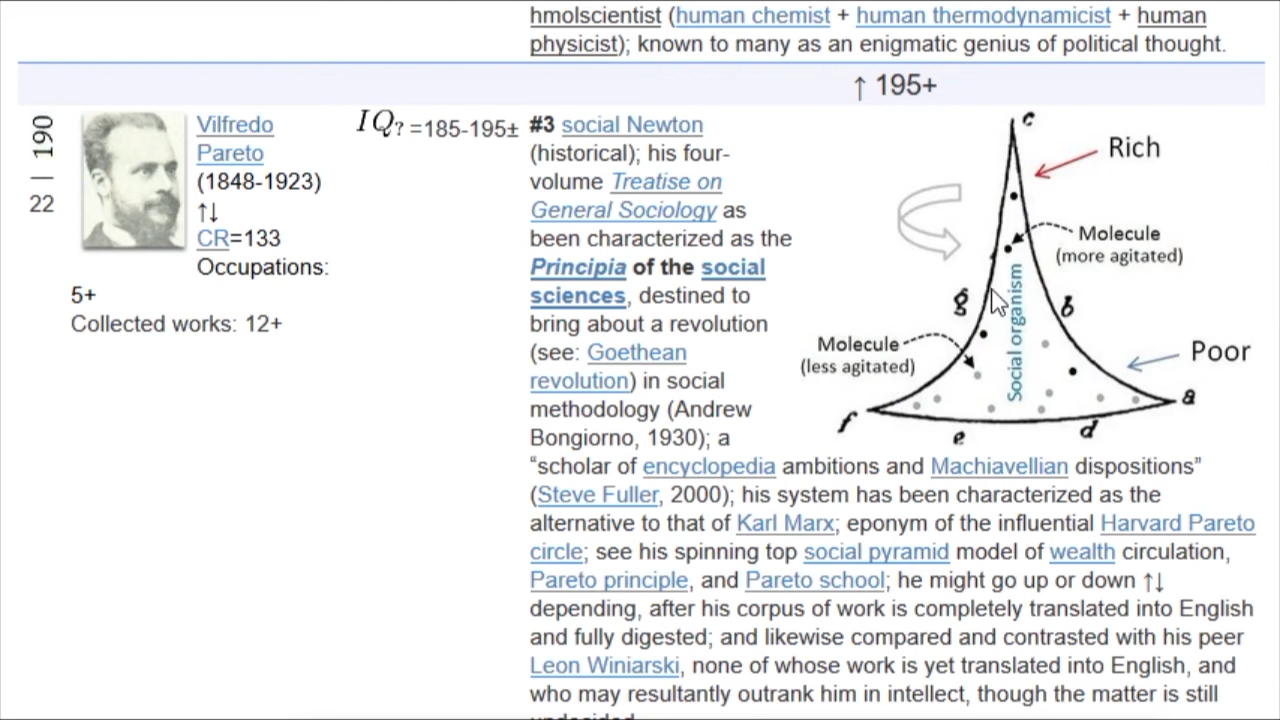 hmolscientist (human chemist + human thermodynamicist + human
physicist); known to many as an enigmatic genius of political thought.
↑ 195+
190
|
22
Vilfredo
Pareto
(1848-1923)
↑↓
CR=133
Occupations:
5+
Collected works: 12+
IQ? =185-195±
#3 social Newton
(historical); his four-
volume Treatise on
General Sociology as
been characterized as the
Principia of the social
sciences, destined to
bring about a revolution
(see: Goethean
revolution) in social
methodology (Andrew
Bongiorno, 1930); a
“scholar of encyclopedia ambitions and Machiavellian dispositions”
(Steve Fuller, 2000); his system has been characterized as the
alternative to that of Karl Marx; eponym of the influential Harvard Pareto
circle; see his spinning top social pyramid model of wealth circulation,
Pareto principle, and Pareto school; he might go up or down ↑↓
depending, after his corpus of work is completely translated into English
and fully digested; and likewise compared and contrasted with his peer
Leon Winiarski, none of whose work is yet translated into English, and
who may resultantly outrank him in intellect, though the matter is still
c
Rich
Molecule
(more agitated)
g
Social organism
b
Molecule
(less agitated)
Poor
f
a
e
d